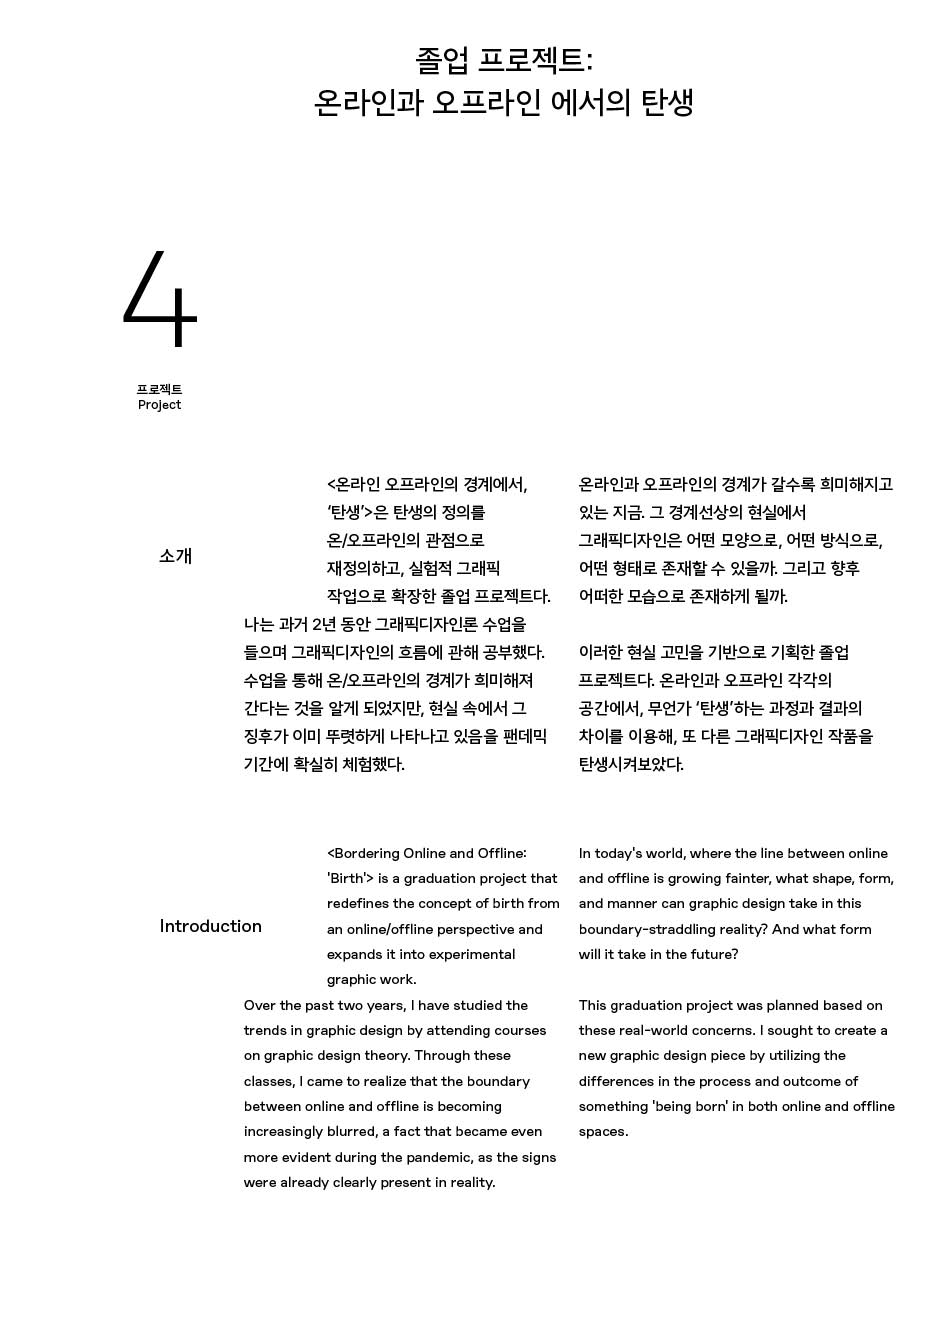 졸업 프로젝트:
온라인과 오프라인 에서의 탄생
4
프로젝트
Project
소개
<온라인 오프라인의 경계에서,
‘탄생’>은 탄생의 정의를
온/오프라인의 관점으로
재정의하고, 실험적 그래픽
작업으로 확장한 졸업 프로젝트다.
나는 과거 2년 동안 그래픽디자인론 수업을
들으며 그래픽디자인의 흐름에 관해 공부했다.
수업을 통해 온/오프라인의 경계가 희미해져
간다는 것을 알게 되었지만, 현실 속에서 그
징후가 이미 뚜렷하게 나타나고 있음을 팬데믹
기간에 확실히 체험했다.
온라인과 오프라인의 경계가 갈수록 희미해지고
있는 지금. 그 경계선상의 현실에서
그래픽디자인은 어떤 모양으로, 어떤 방식으로,
어떤 형태로 존재할 수 있을까. 그리고 향후
어떠한 모습으로 존재하게 될까.
이러한 현실 고민을 기반으로 기획한 졸업
프로젝트다. 온라인과 오프라인 각각의
공간에서, 무언가 ‘탄생’하는 과정과 결과의
차이를 이용해, 또 다른 그래픽디자인 작품을
탄생시켜보았다.
Introduction
<Bordering Online and Offline:
'Birth'> is a graduation project that
redefines the concept of birth from
an online/offline perspective and
expands it into experimental
graphic work.
Over the past two years, I have studied the
trends in graphic design by attending courses
on graphic design theory. Through these
classes, I came to realize that the boundary
between online and offline is becoming
increasingly blurred, a fact that became even
more evident during the pandemic, as the signs
were already clearly present in reality.
In today's world, where the line between online
and offline is growing fainter, what shape, form,
and manner can graphic design take in this
boundary-straddling reality? And what form
will it take in the future?
This graduation project was planned based on
these real-world concerns. I sought to create a
new graphic design piece by utilizing the
differences in the process and outcome of
something 'being born' in both online and offline
spaces.